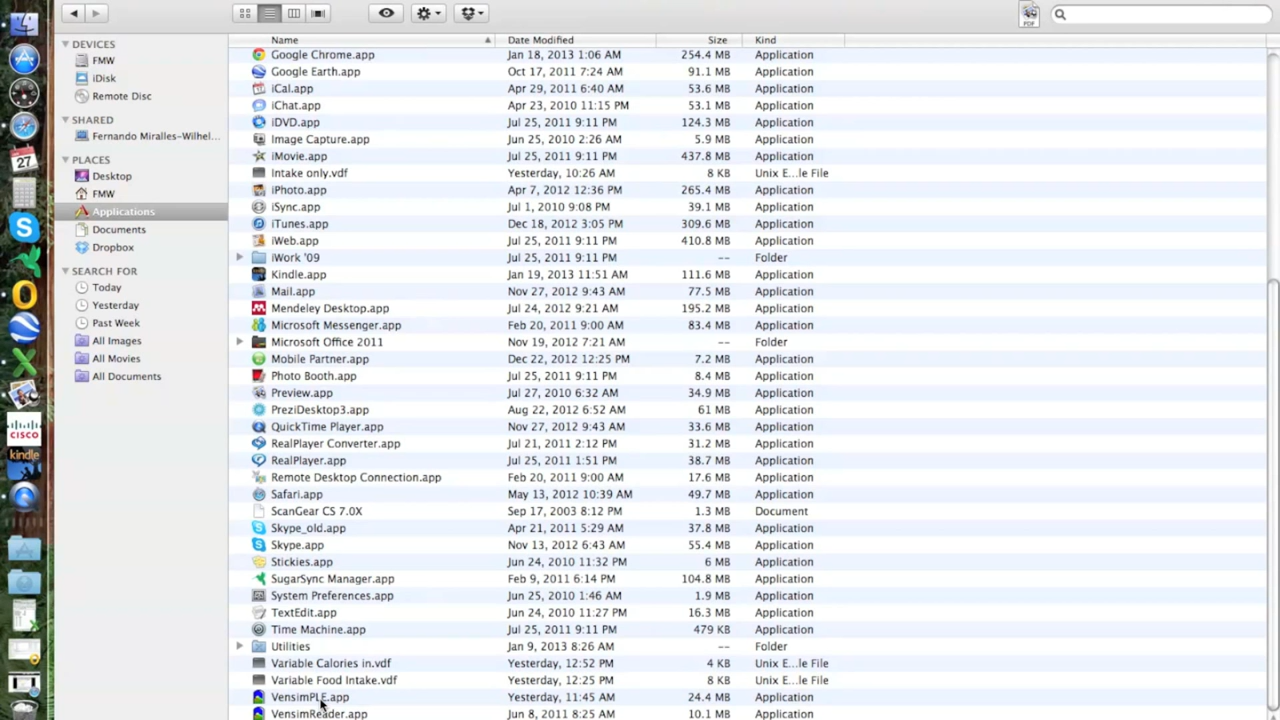 PDF
Name Date Modified Size Kind
DEVICES
FMW
iDisk
Remote Disc
SHARED
Fernando Miralles-Wilhel...
PLACES
Desktop
FMW
Applications
Documents
Dropbox
SEARCH FOR
Today
Yesterday
Past Week
All Images
All Movies
All Documents
27
cisco
kindle
Google Chrome.app Jan 18, 2013 1:06 AM 254.4 MB Application
Google Earth.app Oct 17, 2011 7:24 AM 91.1 MB Application
iCal.app Apr 29, 2011 6:40 AM 53.6 MB Application
iChat.app Apr 23, 2010 11:15 PM 53.1 MB Application
iDVD.app Jul 25, 2011 9:11 PM 124.3 MB Application
Image Capture.app Jun 25, 2010 2:26 AM 5.9 MB Application
iMovie.app Jul 25, 2011 9:11 PM 437.8 MB Application
Intake only.vdf Yesterday, 10:26 AM 8 KB Unix E...le File
iPhoto.app Apr 7, 2012 12:36 PM 265.4 MB Application
iSync.app Jul 1, 2010 9:08 PM 39.1 MB Application
iTunes.app Dec 18, 2012 3:05 PM 309.6 MB Application
iWeb.app Jul 25, 2011 9:11 PM 410.8 MB Application
iWork '09 Jul 25, 2011 9:11 PM -- Folder
Kindle.app Jan 19, 2013 11:51 AM 111.6 MB Application
Mail.app Nov 27, 2012 9:43 AM 77.5 MB Application
Mendeley Desktop.app Jul 24, 2012 9:21 AM 195.2 MB Application
Microsoft Messenger.app Feb 20, 2011 9:00 AM 83.4 MB Application
Microsoft Office 2011 Nov 19, 2012 7:21 AM -- Folder
Mobile Partner.app Dec 22, 2012 12:25 PM 7.2 MB Application
Photo Booth.app Jul 25, 2011 9:11 PM 8.4 MB Application
Preview.app Jul 27, 2010 6:32 AM 34.9 MB Application
PreziDesktop3.app Aug 22, 2012 6:52 AM 61 MB Application
QuickTime Player.app Nov 27, 2012 9:43 AM 33.6 MB Application
RealPlayer Converter.app Jul 21, 2011 2:12 PM 31.2 MB Application
RealPlayer.app Jul 25, 2011 1:51 PM 38.7 MB Application
Remote Desktop Connection.app Feb 20, 2011 9:00 AM 17.6 MB Application
Safari.app May 13, 2012 10:39 AM 49.7 MB Application
ScanGear CS 7.0X Sep 17, 2003 8:12 PM 1.3 MB Document
Skype_old.app Apr 21, 2011 5:29 AM 37.8 MB Application
Skype.app Nov 13, 2012 6:43 AM 55.4 MB Application
Stickies.app Jun 24, 2010 11:32 PM 6 MB Application
SugarSync Manager.app Feb 9, 2011 6:14 PM 104.8 MB Application
System Preferences.app Jun 25, 2010 1:46 AM 1.9 MB Application
TextEdit.app Jun 24, 2010 11:27 PM 16.3 MB Application
Time Machine.app Jul 25, 2011 9:11 PM 479 KB Application
Utilities Jan 9, 2013 8:26 AM -- Folder
Variable Calories in.vdf Yesterday, 12:52 PM 4 KB Unix E...le File
Variable Food Intake.vdf Yesterday, 12:25 PM 8 KB Unix E...le File
VensimPLE.app Yesterday, 11:45 AM 24.4 MB Application
VensimReader.app Jun 8, 2011 8:25 AM 10.1 MB Application